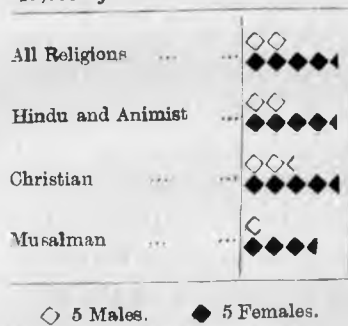 All Religions ... ...
Hindu and Animist ...
Christian ... ...
Musalman ... ...
◇ 5 Males. ◆ 5 Females.